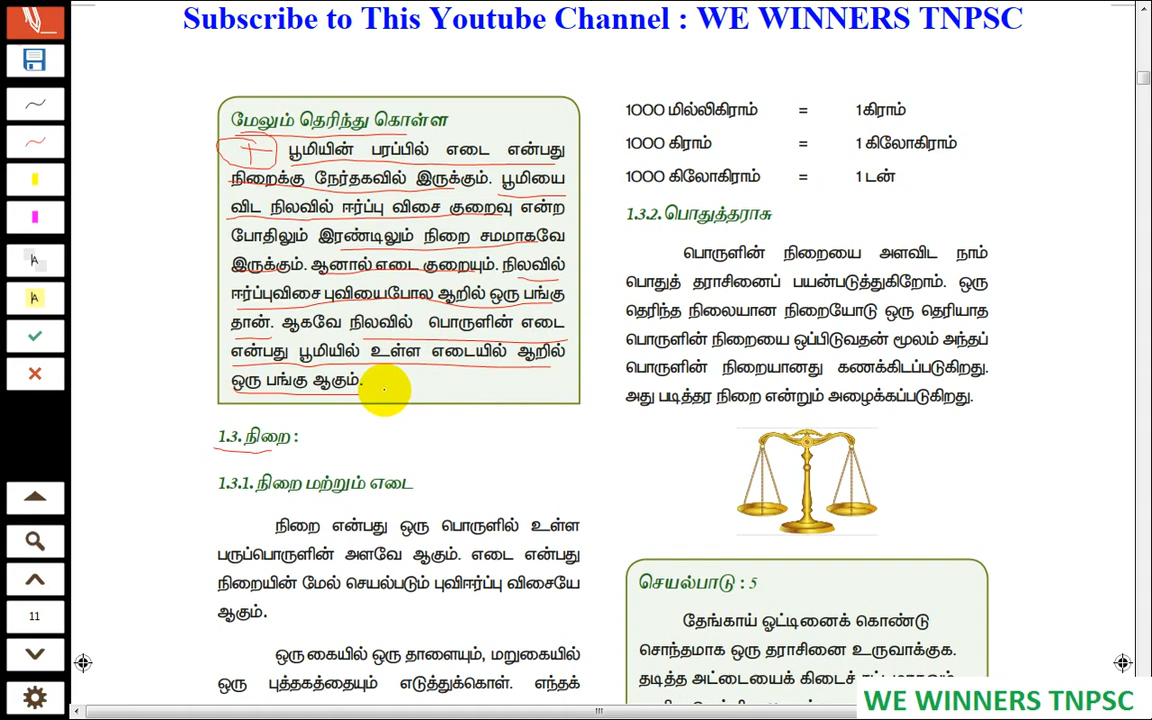 Subscribe to This Youtube Channel : WE WINNERS TNPSC
மேலும் தெரிந்து கொள்ள
பூமியின் பரப்பில் எடை என்பது
நிறைக்கு நேர்தகவில் இருக்கும். பூமியை
விட நிலவில் ஈர்ப்பு விசை குறைவு என்ற
போதிலும் இரண்டிலும் நிறை சமமாகவே
இருக்கும். ஆனால் எடை குறையும். நிலவில்
ஈர்ப்புவிசை புவியைபோல ஆறில் ஒரு பங்கு
தான். ஆகவே நிலவில் பொருளின் எடை
என்பது பூமியில் உள்ள எடையில் ஆறில்
ஒரு பங்கு ஆகும்.
1.3. நிறை :
1.3.1. நிறை மற்றும் எடை
நிறை என்பது ஒரு பொருளில் உள்ள
பருப்பொருளின் அளவே ஆகும். எடை என்பது
நிறையின் மேல் செயல்படும் புவிஈர்ப்பு விசையே
ஆகும்.
ஒரு கையில் ஒரு தாளையும், மறுகையில்
ஒரு புத்தகத்தையும் எடுத்துக்கொள். எந்தக்
1000 மில்லிகிராம் = 1கிராம்
1000 கிராம் = 1 கிலோகிராம்
1000 கிலோகிராம் = 1 டன்
1.3.2. பொதுத்தராசு
பொருளின் நிறையை அளவிட நாம்
பொதுத் தராசினைப் பயன்படுத்துகிறோம். ஒரு
தெரிந்த நிலையான நிறையோடு ஒரு தெரியாத
பொருளின் நிறையை ஒப்பிடுவதன் மூலம் அந்தப்
பொருளின் நிறையானது கணக்கிடப்படுகிறது.
அது படித்தர நிறை என்றும் அழைக்கப்படுகிறது.
செயல்பாடு : 5
தேங்காய் ஓட்டினைக் கொண்டு
சொந்தமாக ஒரு தராசினை உருவாக்குக.
தடித்த அட்டையைக்
11
WE WINNERS TNPSC